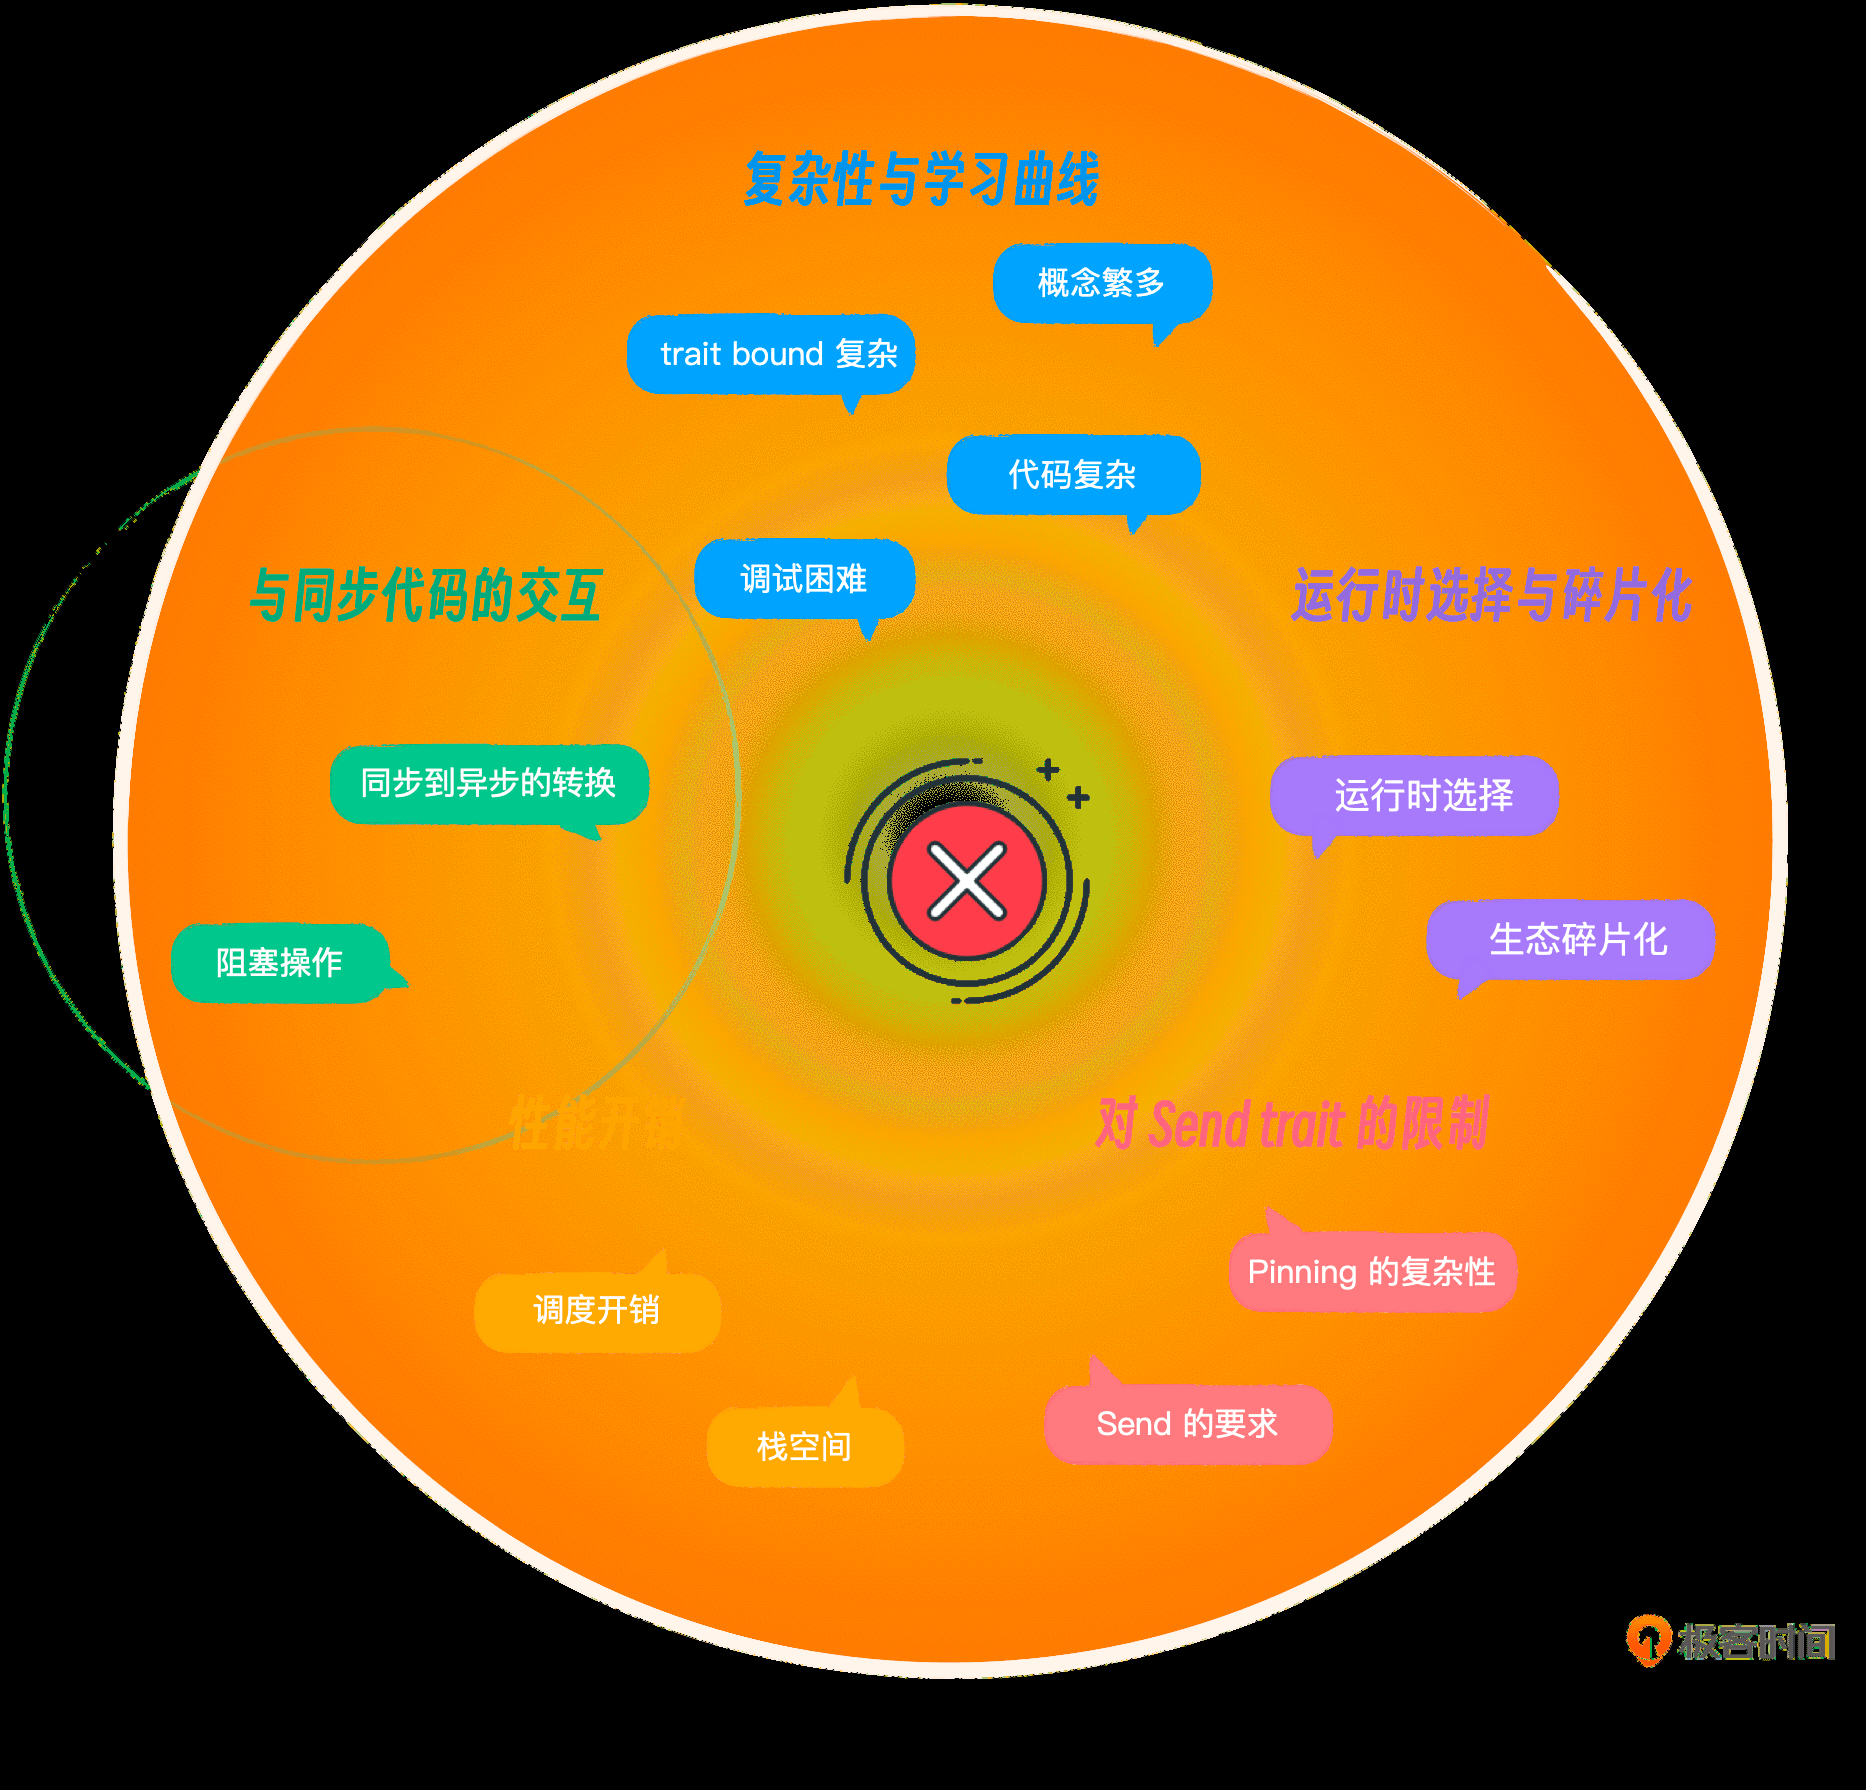 复杂性与学习曲线
概念繁多
trait bound 复杂
代码复杂
调试困难
与同步代码的交互
同步到异步的转换
阻塞操作
运行时选择与碎片化
运行时选择
生态碎片化
性能开销
调度开销
栈空间
对 Send trait 的限制
Pinning 的复杂性
Send 的要求
极客时间